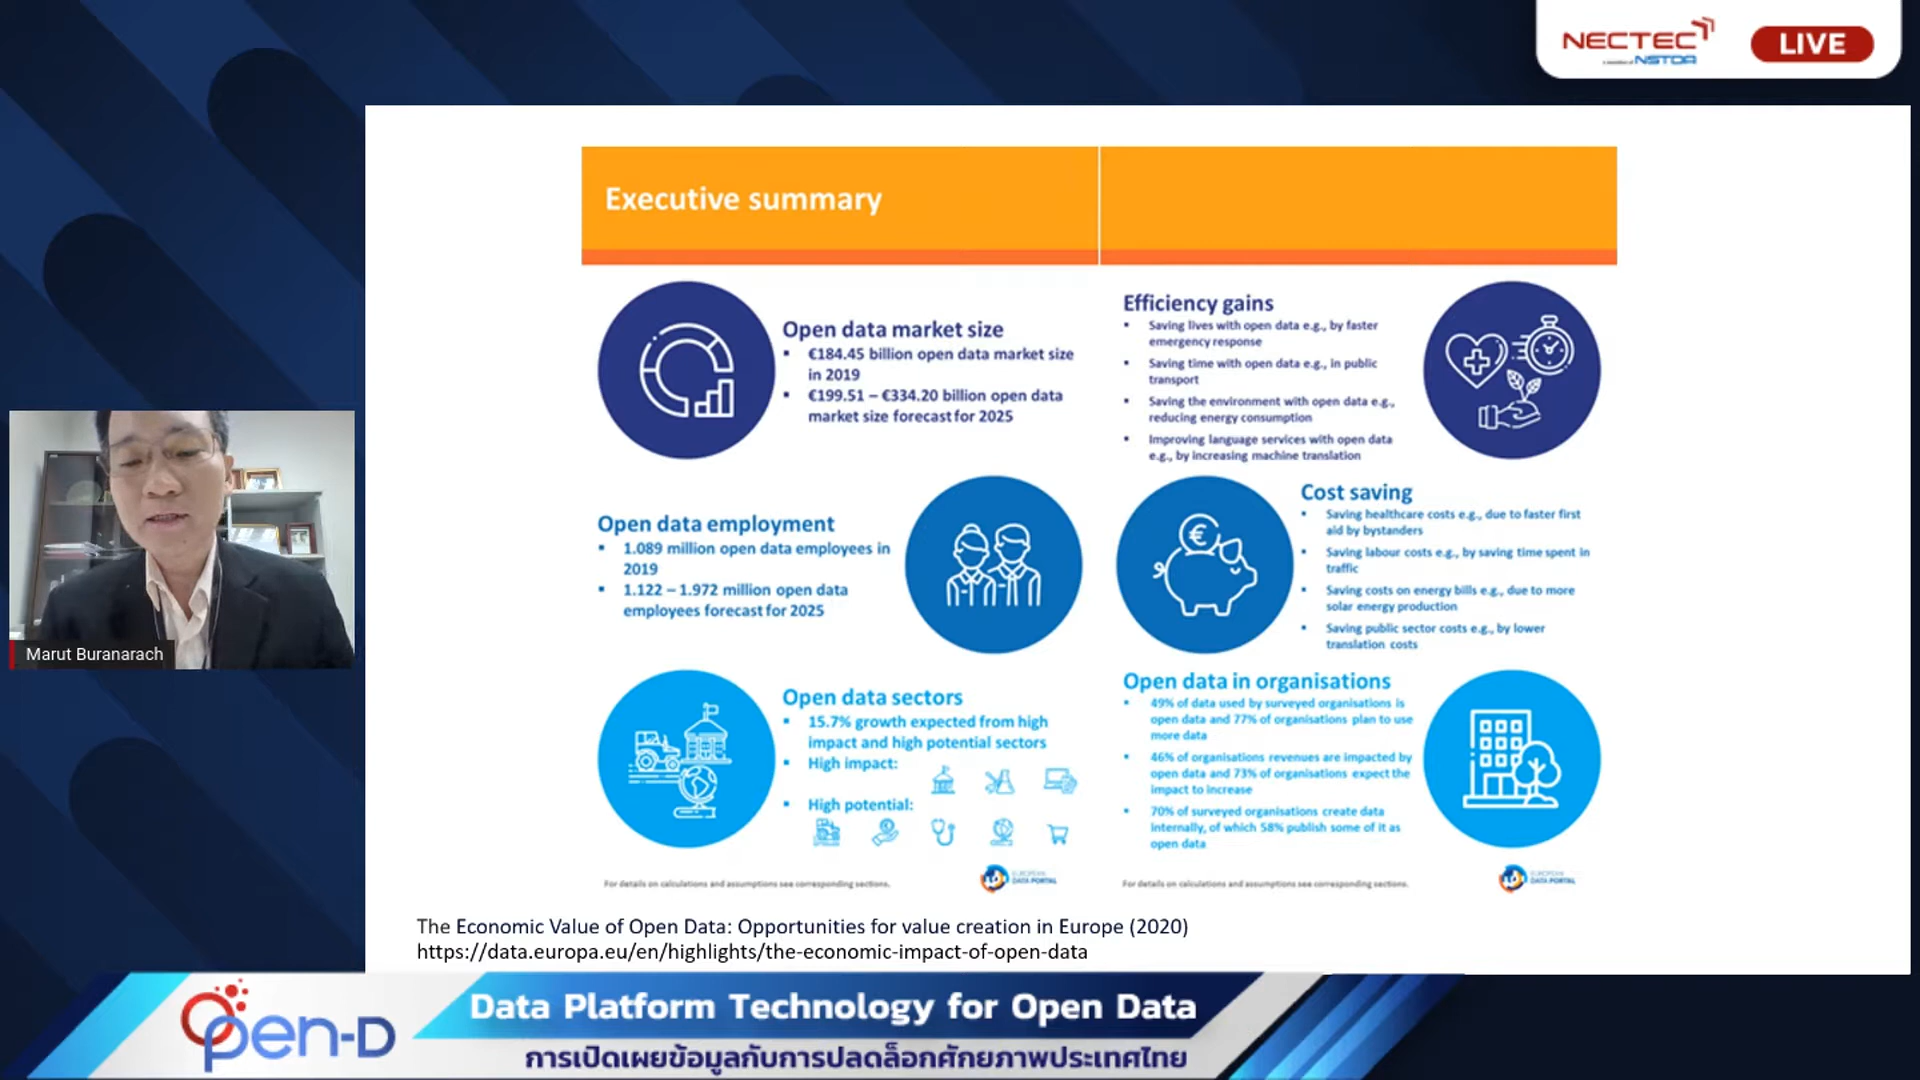 NECTEC
a member of NSTDA
LIVE
Executive summary
Open data market size
▪ €184.45 billion open data market size
in 2019
▪ €199.51 – €334.20 billion open data
market size forecast for 2025
Open data employment
▪ 1.089 million open data employees in
2019
▪ 1.122 – 1.972 million open data
employees forecast for 2025
Open data sectors
▪ 15.7% growth expected from high
impact and high potential sectors
▪ High impact:
▪ High potential:
For details on calculations and assumptions see corresponding sections.
EUROPEAN
DATA PORTAL
Efficiency gains
▪ Saving lives with open data e.g., by faster
emergency response
▪ Saving time with open data e.g., in public
transport
▪ Saving the environment with open data e.g.,
reducing energy consumption
▪ Improving language services with open data
e.g., by increasing machine translation
Cost saving
▪ Saving healthcare costs e.g., due to faster first
aid by bystanders
▪ Saving labour costs e.g., by saving time spent in
traffic
▪ Saving costs on energy bills e.g., due to more
solar energy production
▪ Saving public sector costs e.g., by lower
translation costs
Open data in organisations
▪ 49% of data used by surveyed organisations is
open data and 77% of organisations plan to use
more data
▪ 46% of organisations revenues are impacted by
open data and 73% of organisations expect the
impact to increase
▪ 70% of surveyed organisations create data
internally, of which 58% publish some of it as
open data
For details on calculations and assumptions see corresponding sections.
EUROPEAN
DATA PORTAL
Marut Buranarach
The Economic Value of Open Data: Opportunities for value creation in Europe (2020)
https://data.europa.eu/en/highlights/the-economic-impact-of-open-data
Open-D
Data Platform Technology for Open Data
การเปิดเผยข้อมูลกับการปลดล็อกศักยภาพประเทศไทย